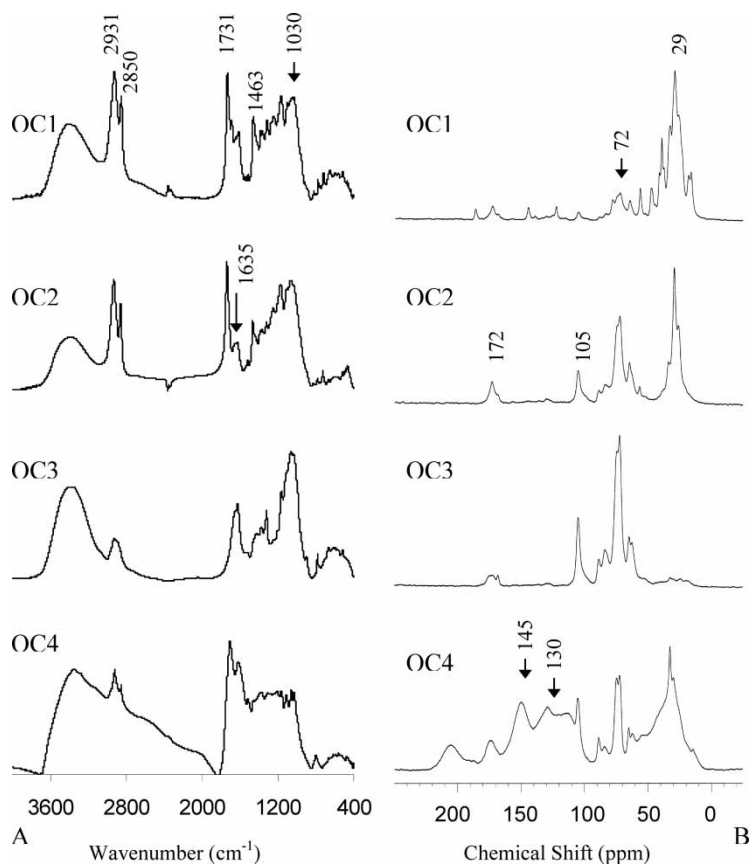 2931
2850
1731
1463
1030
29
OC1
OC1
72
1635
OC2
OC2
172
105
OC3
OC3
145
130
OC4
OC4
3600 2800 2000 1200 400
200 150 100 50 0
A
B
Wavenumber (cm⁻¹)
Chemical Shift (ppm)